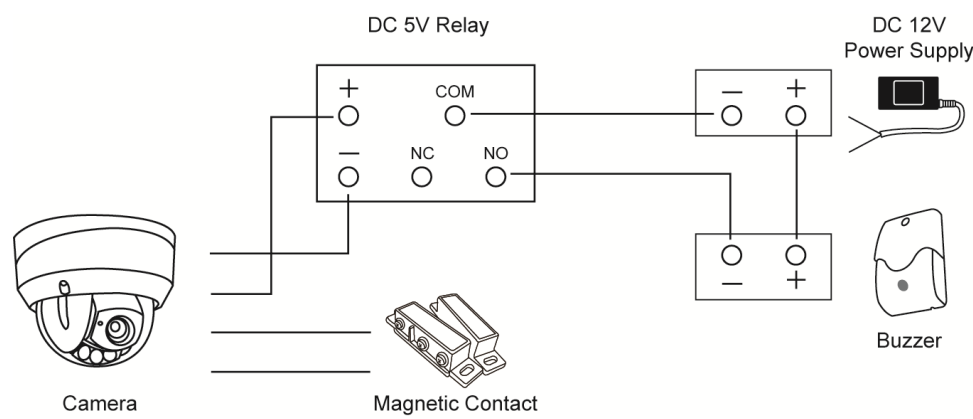 DC 5V Relay
DC 12V
Power Supply
+
COM
— +
—
NC
NO
— +
Buzzer
Camera
Magnetic Contact